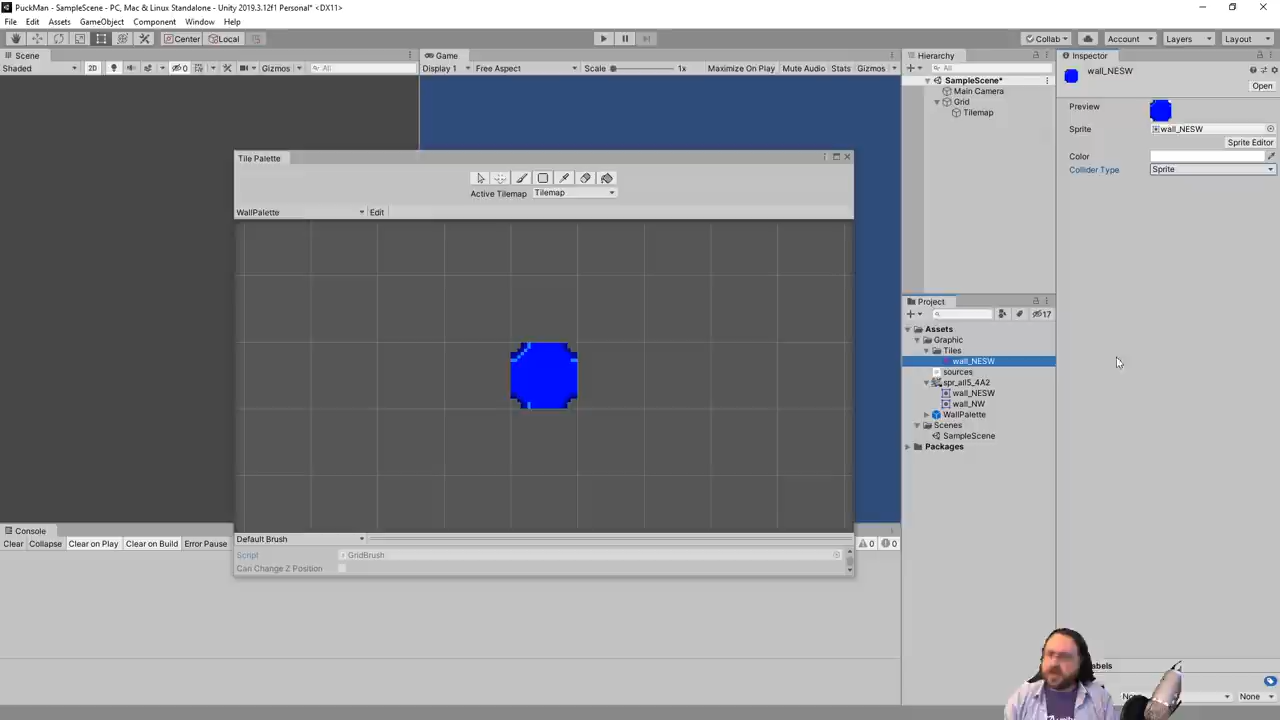 PuckMan - SampleScene - PC, Mac & Linux Standalone - Unity 2019.3.12f1 Personal* <DX11>
File Edit Assets GameObject Component Window Help
Center Local Collab Account Layers Layout
Scene Game Hierarchy Inspector
Shaded 2D 0 Gizmos All Display 1 Free Aspect Scale 1x Maximize On Play Mute Audio Stats Gizmos All
SampleScene*
Main Camera
Grid
Tilemap
wall_NESW
Open
Preview
Sprite wall_NESW
Sprite Editor
Color
Collider Type Sprite
Tile Palette
Active Tilemap Tilemap
WallPalette Edit
Default Brush
Script GridBrush
Can Change Z Position
Project
17
Assets
Graphic
Tiles
wall_NESW
sources
spr_all5_4A2
wall_NESW
wall_NW
WallPalette
Scenes
SampleScene
Packages
Console
Clear Collapse Clear on Play Clear on Build Error Pause 0 0
abels
None